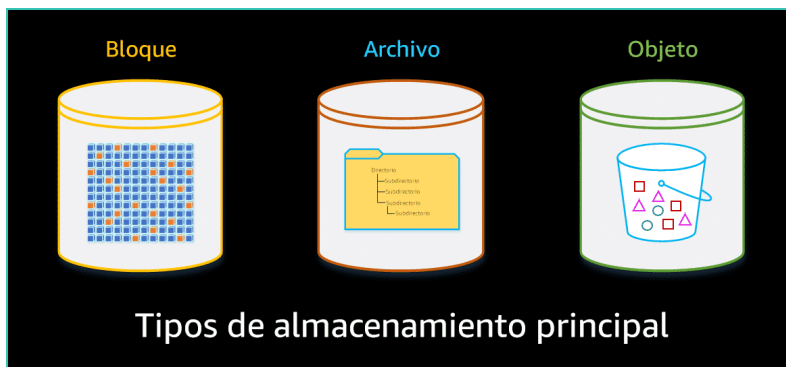 Bloque
Archivo
Objeto
Directorio
Subdirectorio
Subdirectorio
Subdirectorio
Subdirectorio
Tipos de almacenamiento principal